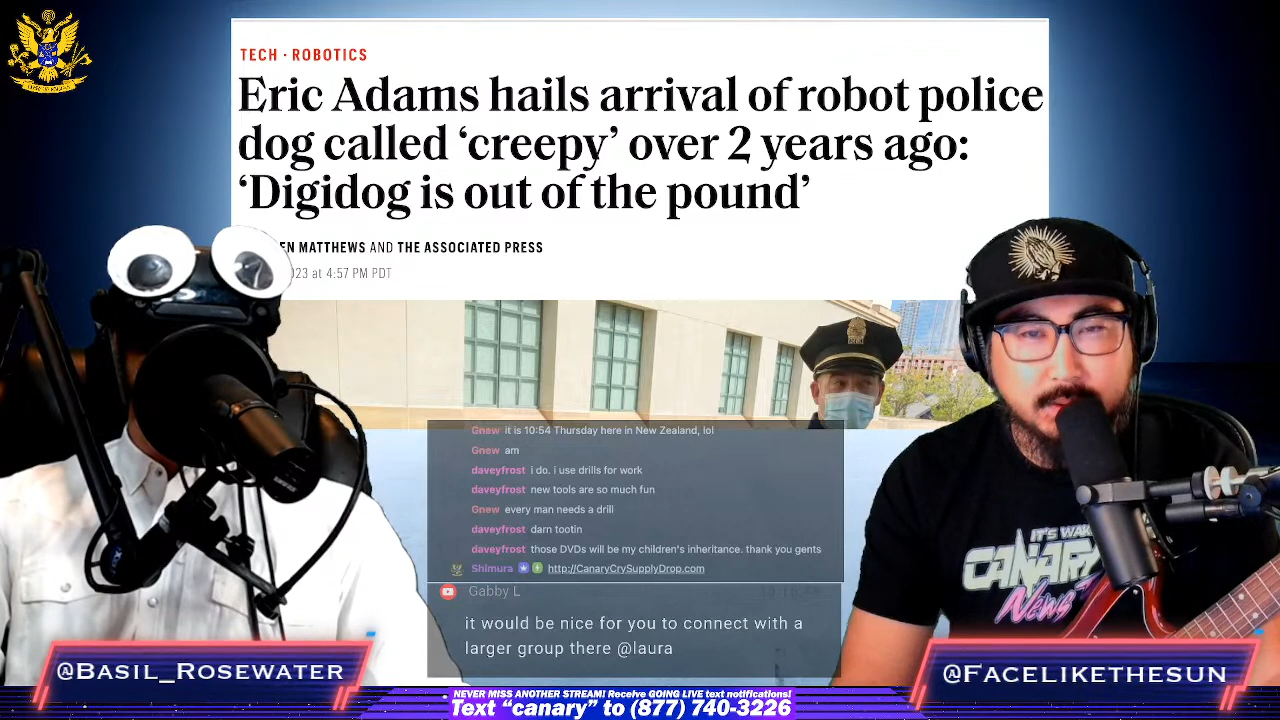 TECH · ROBOTICS
Eric Adams hails arrival of robot police
dog called ‘creepy’ over 2 years ago:
‘Digidog is out of the pound’
MATTHEWS AND THE ASSOCIATED PRESS
at 4:57 PM PDT
Gnew it is 10:54 Thursday here in New Zealand, lol
Gnew am
daveyfrost i do. i use drills for work
daveyfrost new tools are so much fun
Gnew every man needs a drill
daveyfrost darn tootin
daveyfrost those DVDs will be my children's inheritance. thank you gents
Shimura http://CanaryCrySupplyDrop.com
Gabby L
it would be nice for you to connect with a
larger group there @laura
IT'S WAKE
CANARY
News
@BASIL_ROSEWATER
@FACELIKETHESUN
NEVER MISS ANOTHER STREAM! Receive GOING LIVE text notifications!
Text “canary” to (877) 740-3226